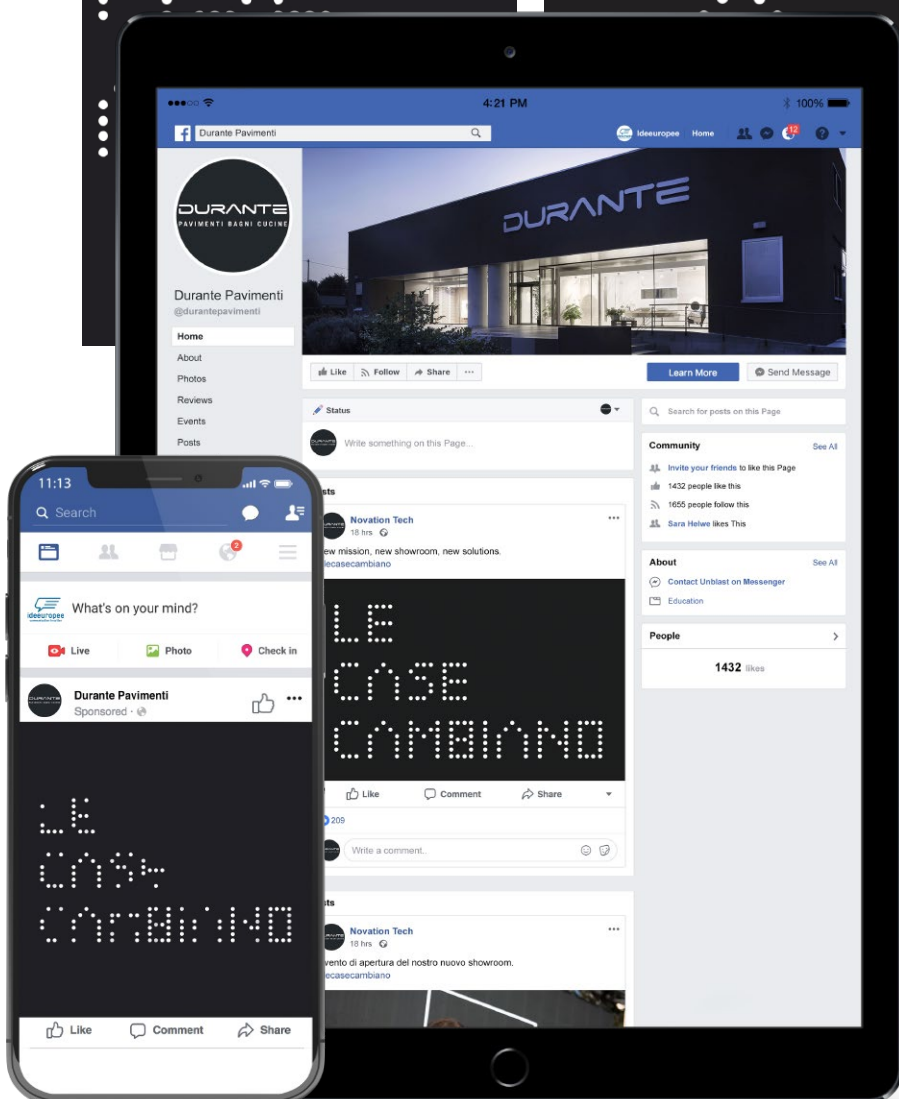 4:21 PM
100%
Durante Pavimenti
ideeuropee Home
12
DURANTE
PAVIMENTI BAGNI CUCINE
DURANTE
Durante Pavimenti
@durantepavimenti
Home
About
Photos
Reviews
Events
Posts
Like Follow Share ...
Learn More
Send Message
Status
Write something on this Page...
Search for posts on this Page
Community See All
Invite your friends to like this Page
1432 people like this
1655 people follow this
Sara Helwe likes This
About See All
Contact Unblast on Messenger
Education
People
1432 likes
sts
Novation Tech
18 hrs
ew mission, new showroom, new solutions.
lecasecambiano
LE
CASE
CAMBIANO
Like Comment Share
209
Write a comment..
sts
Novation Tech
18 hrs
vento di apertura del nostro nuovo showroom.
lecasecambiano
11:13
Search
2
ideeuropee
What's on your mind?
Live Photo Check in
DURANTE
Durante Pavimenti
Sponsored
LE
CASE
CAMBIANO
Like Comment Share